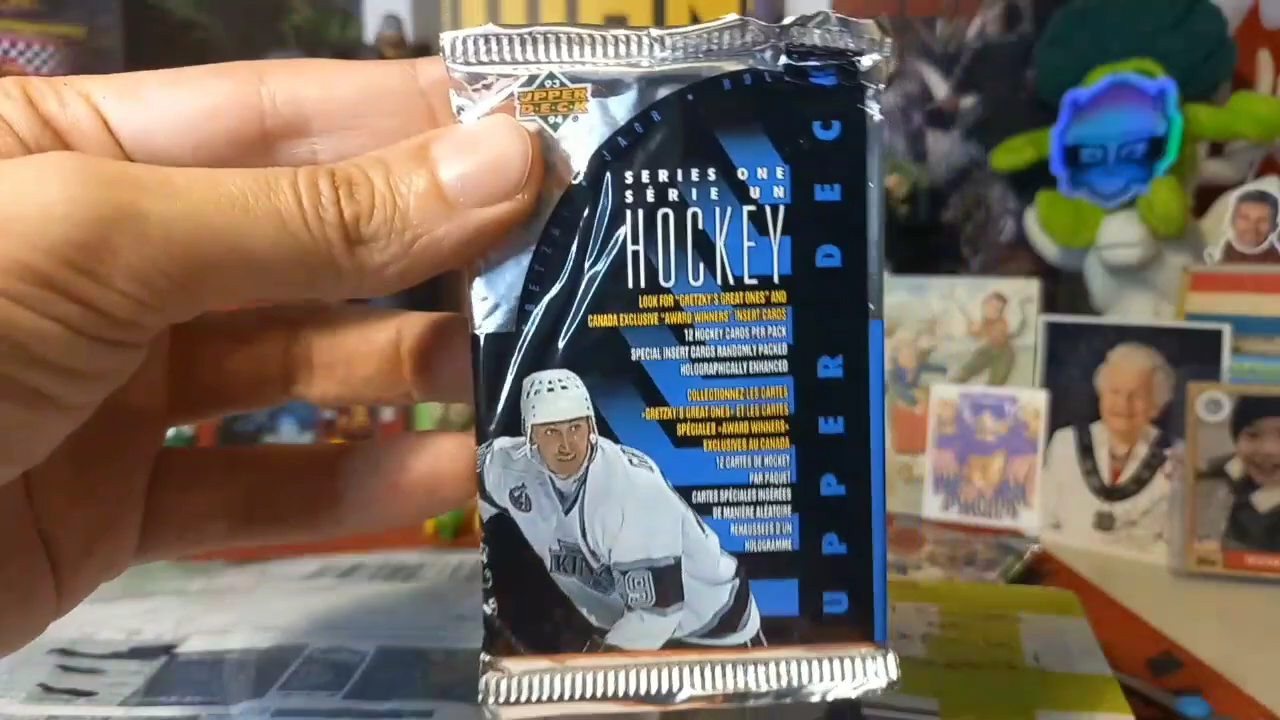 93
UPPER
DECK
94
JAGR
SERIES ONE
SÉRIE UN
HOCKEY
LOOK FOR "GRETZKY'S GREAT ONES" AND
CANADA EXCLUSIVE "AWARD WINNERS" INSERT CARDS
12 HOCKEY CARDS PER PACK
SPECIAL INSERT CARDS RANDOMLY PACKED
HOLOGRAPHICALLY ENHANCED
COLLECTIONNEZ LES CARTES
«GRETZKY'S GREAT ONES» ET LES CARTES
SPÉCIALES «AWARD WINNERS»
EXCLUSIVES AU CANADA
12 CARTES DE HOCKEY
PAR PAQUET
CARTES SPÉCIALES INSÉRÉES
DE MANIÈRE ALÉATOIRE
REHAUSSÉES D'UN
HOLOGRAMME
UPPER DECK
KINGS